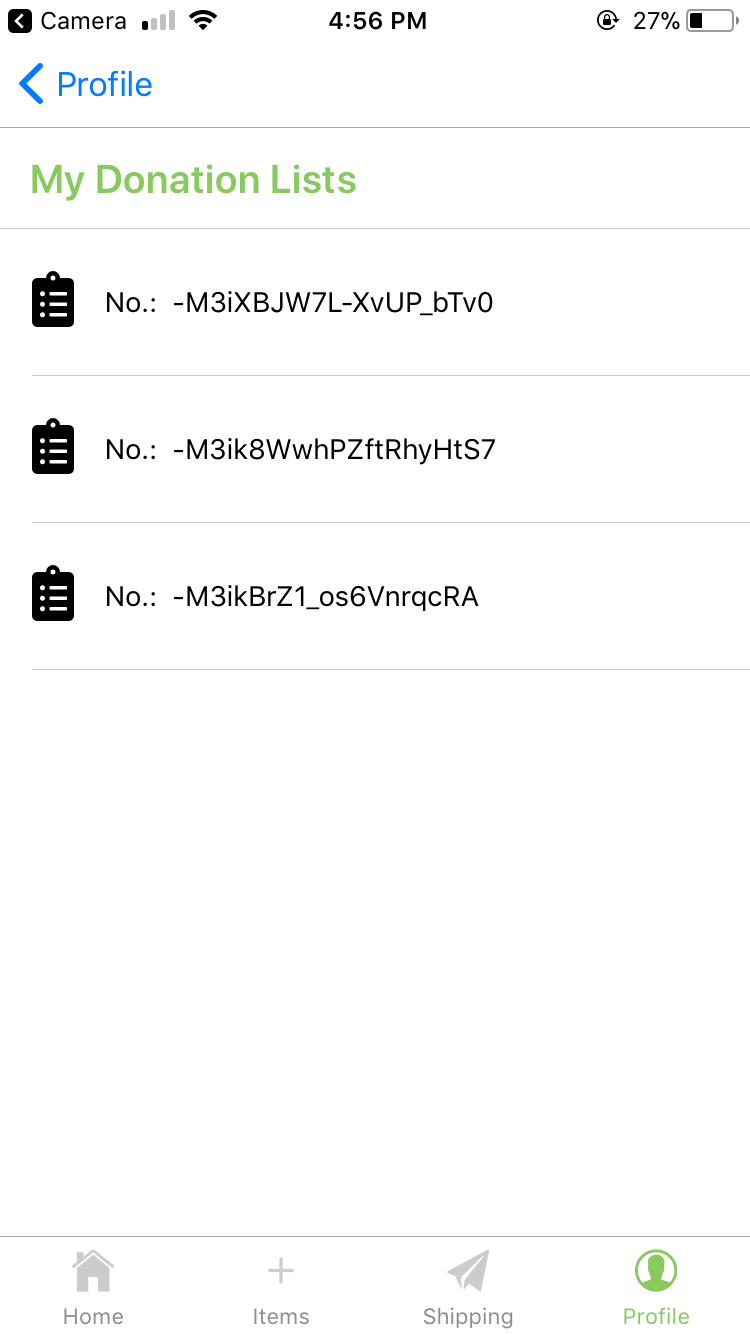 Camera 4:56 PM 27%
Profile
My Donation Lists
No.: -M3iXBJW7L-XvUP_bTv0
No.: -M3ik8WwhPZftRhyHtS7
No.: -M3ikBrZ1_os6VnrqcRA
Home Items Shipping Profile